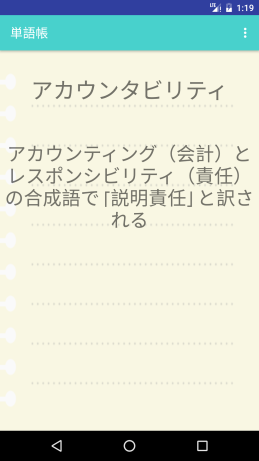 1:19
単語帳
アカウンタビリティ
アカウンティング（会計）と
レスポンシビリティ（責任）
の合成語で「説明責任」と訳さ
れる